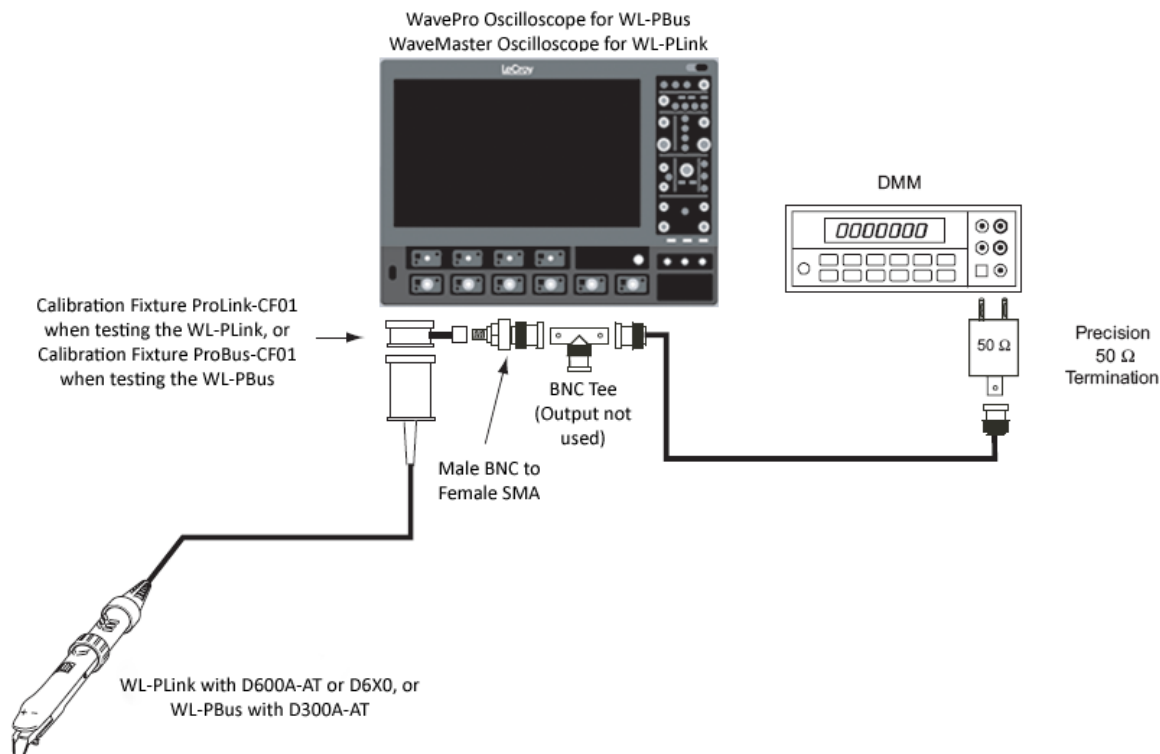 WavePro Oscilloscope for WL-PBus
WaveMaster Oscilloscope for WL-PLink
LeCroy
DMM
0000000
Calibration Fixture ProLink-CF01
when testing the WL-PLink, or
Calibration Fixture ProBus-CF01
when testing the WL-PBus
50 Ω
Precision
50 Ω
Termination
BNC Tee
(Output not
used)
Male BNC to
Female SMA
+ -
WL-PLink with D600A-AT or D6X0, or
WL-PBus with D300A-AT